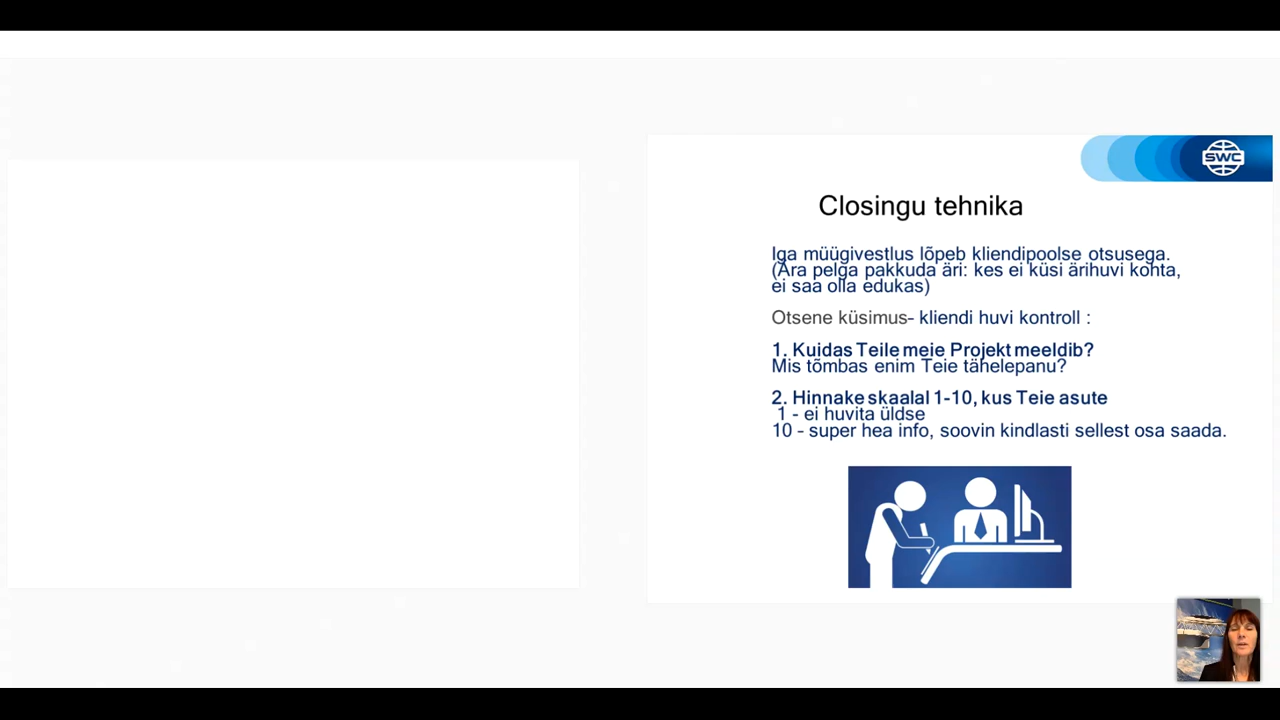 SWC
Closingu tehnika
Iga müügivestlus lõpeb kliendipoolse otsusega.
(Ära pelga pakkuda äri: kes ei küsi ärihuvi kohta,
ei saa olla edukas)
Otsene küsimus– kliendi huvi kontroll :
1. Kuidas Teile meie Projekt meeldib?
Mis tõmbas enim Teie tähelepanu?
2. Hinnake skaalal 1-10, kus Teie asute
1 - ei huvita üldse
10 - super hea info, soovin kindlasti sellest osa saada.